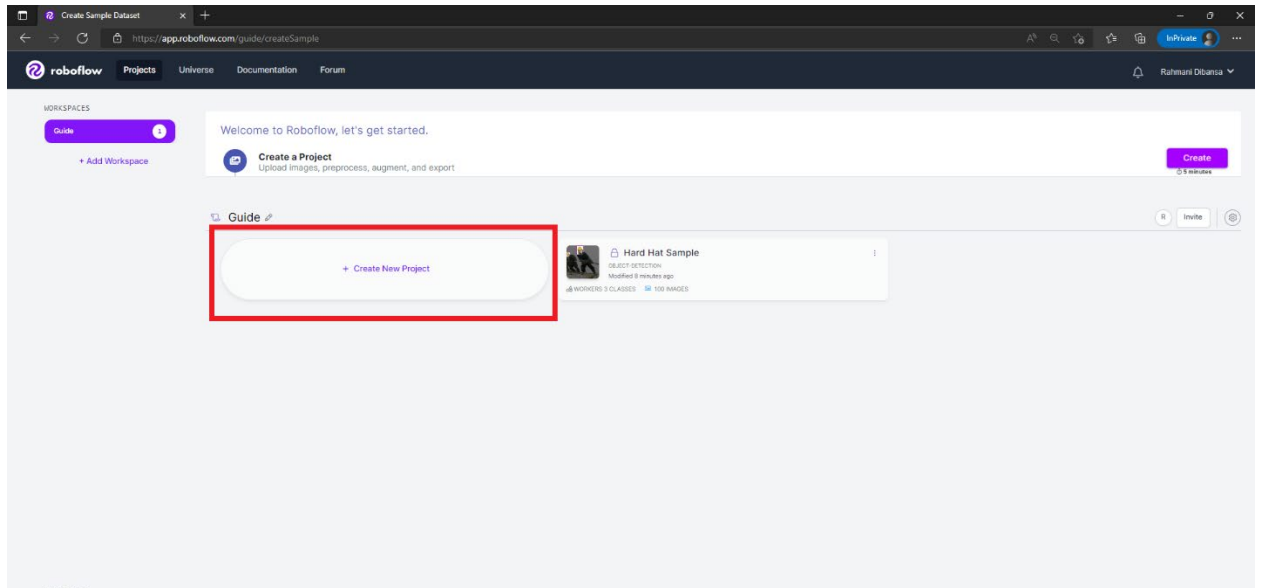 Create Sample Dataset
https://app.roboflow.com/guide/createSample
InPrivate
roboflow Projects Universe Documentation Forum
Rahmani Dibansa
WORKSPACES
Guide 1
+ Add Workspace
Welcome to Roboflow, let's get started.
Create a Project
Upload images, preprocess, augment, and export
Create
5 minutes
Guide
R Invite
+ Create New Project
Hard Hat Sample
OBJECT DETECTION
Modified 8 minutes ago
WORKERS 3 CLASSES 100 IMAGES